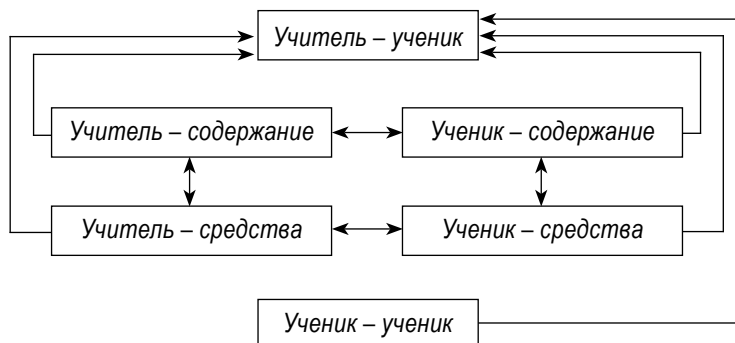 Учитель – ученик
Учитель – содержание
Ученик – содержание
Учитель – средства
Ученик – средства
Ученик – ученик